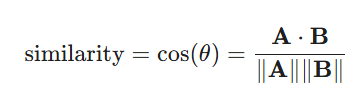 similarity = cos(θ) = A · B / ‖A‖‖B‖